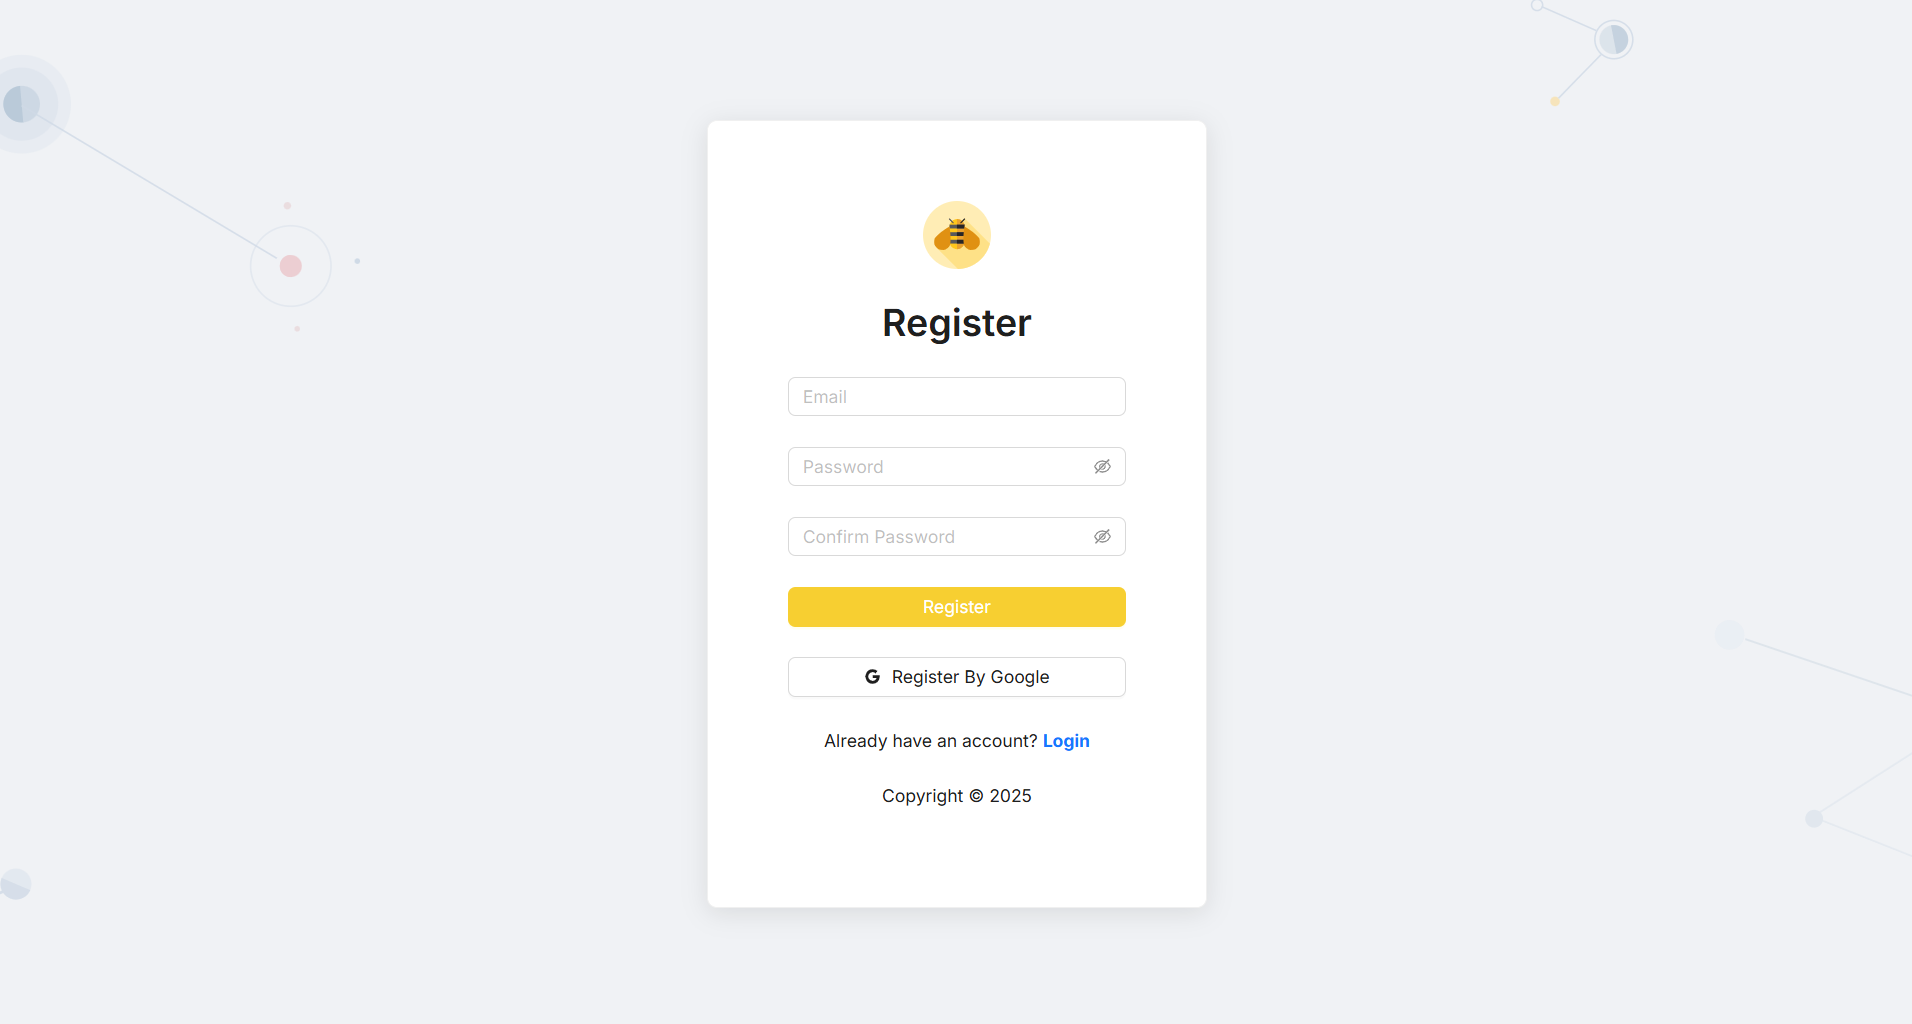 Register
Email
Password
Confirm Password
Register
Register By Google
Already have an account? Login
Copyright © 2025